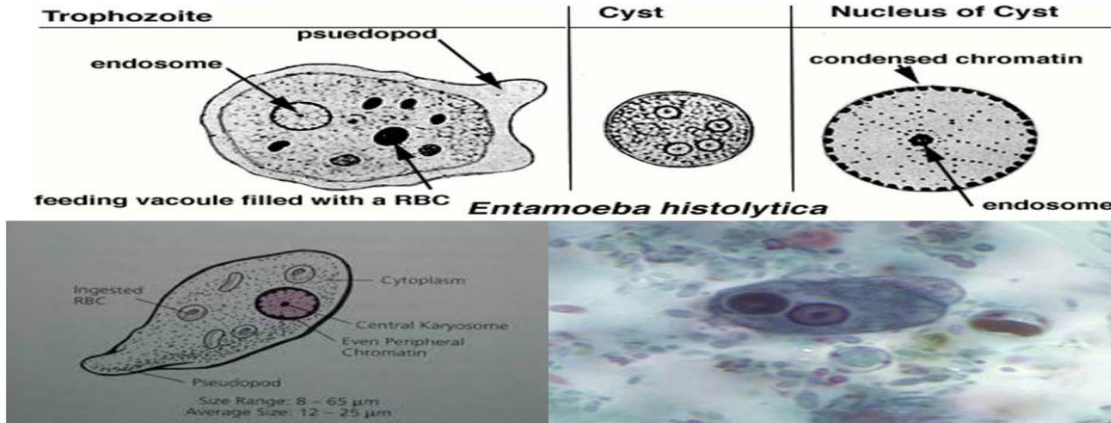 Trophozoite
Cyst
Nucleus of Cyst
psuedopod
endosome
condensed chromatin
feeding vacoule filled with a RBC
endosome
Entamoeba histolytica
Ingested
RBC
Cytoplasm
Central Karyosome
Even Peripheral
Chromatin
Pseudopod
Size Range: 8 – 65 µm
Average Size: 12 – 25 µm